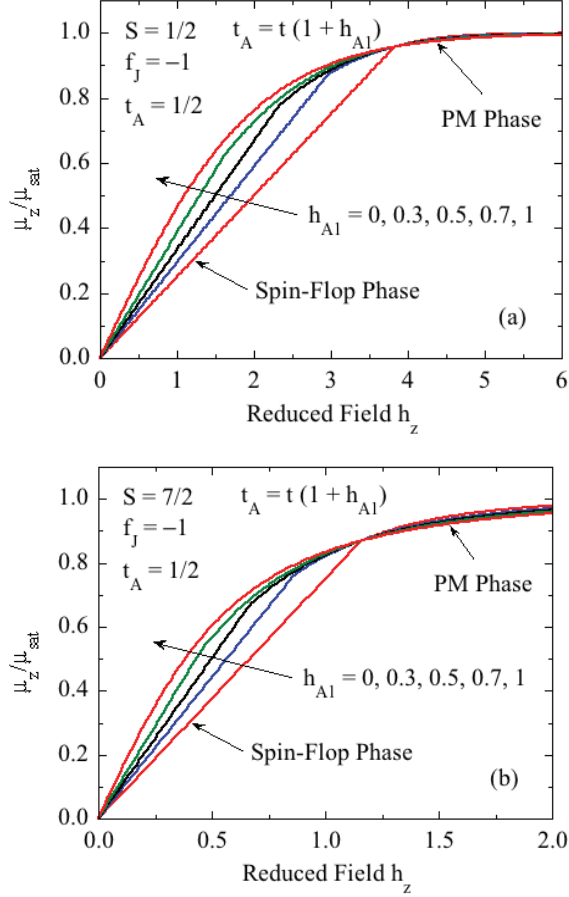 S = 1/2 t_A = t (1 + h_A1)
f_J = −1
t_A = 1/2
PM Phase
h_A1 = 0, 0.3, 0.5, 0.7, 1
Spin-Flop Phase
(a)
μ_z/μ_sat
1.0
0.8
0.6
0.4
0.2
0.0
0 1 2 3 4 5 6
Reduced Field h_z
S = 7/2 t_A = t (1 + h_A1)
f_J = −1
t_A = 1/2
PM Phase
h_A1 = 0, 0.3, 0.5, 0.7, 1
Spin-Flop Phase
(b)
μ_z/μ_sat
1.0
0.8
0.6
0.4
0.2
0.0
0.0 0.5 1.0 1.5 2.0
Reduced Field h_z